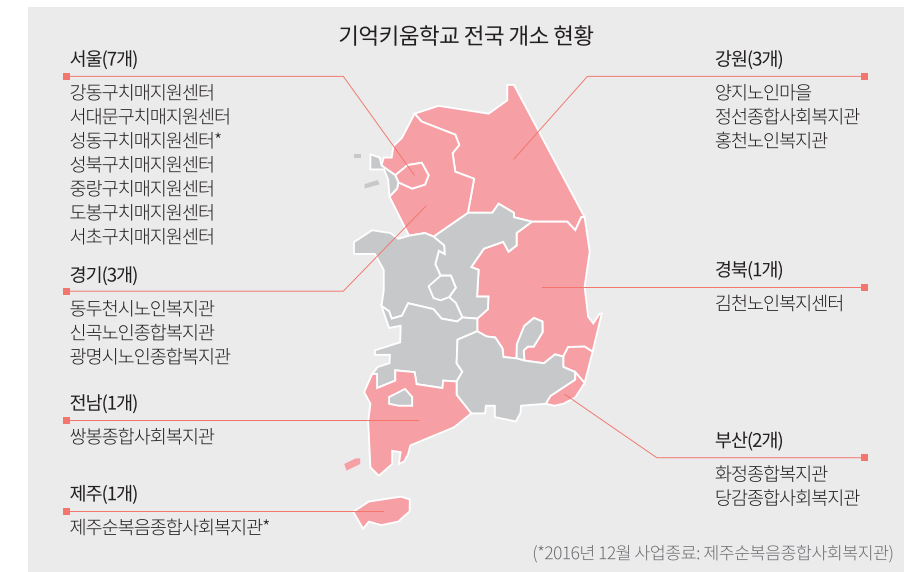 기억키움학교 전국 개소 현황
서울(7개)
강동구치매지원센터
서대문구치매지원센터
성동구치매지원센터*
성북구치매지원센터
중랑구치매지원센터
도봉구치매지원센터
서초구치매지원센터
경기(3개)
동두천시노인복지관
신곡노인종합복지관
광명시노인종합복지관
전남(1개)
쌍봉종합사회복지관
제주(1개)
제주순복음종합사회복지관*
강원(3개)
양지노인마을
정선종합사회복지관
홍천노인복지관
경북(1개)
김천노인복지센터
부산(2개)
화정종합복지관
당감종합사회복지관
(*2016년 12월 사업종료: 제주순복음종합사회복지관)